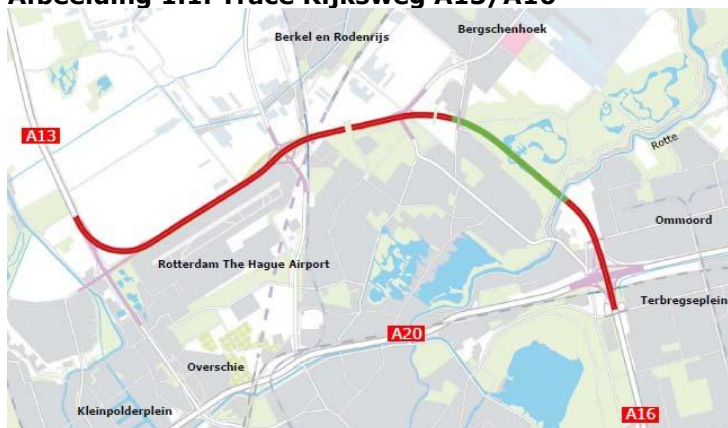 Afbeelding 1.1: Tracé Rijksweg A13/A16
Berkel en Rodenrijs
Bergschenhoek
A13
Rotte
Ommoord
Rotterdam The Hague Airport
Terbregseplein
A20
Overschie
Kleinpolderplein
A16